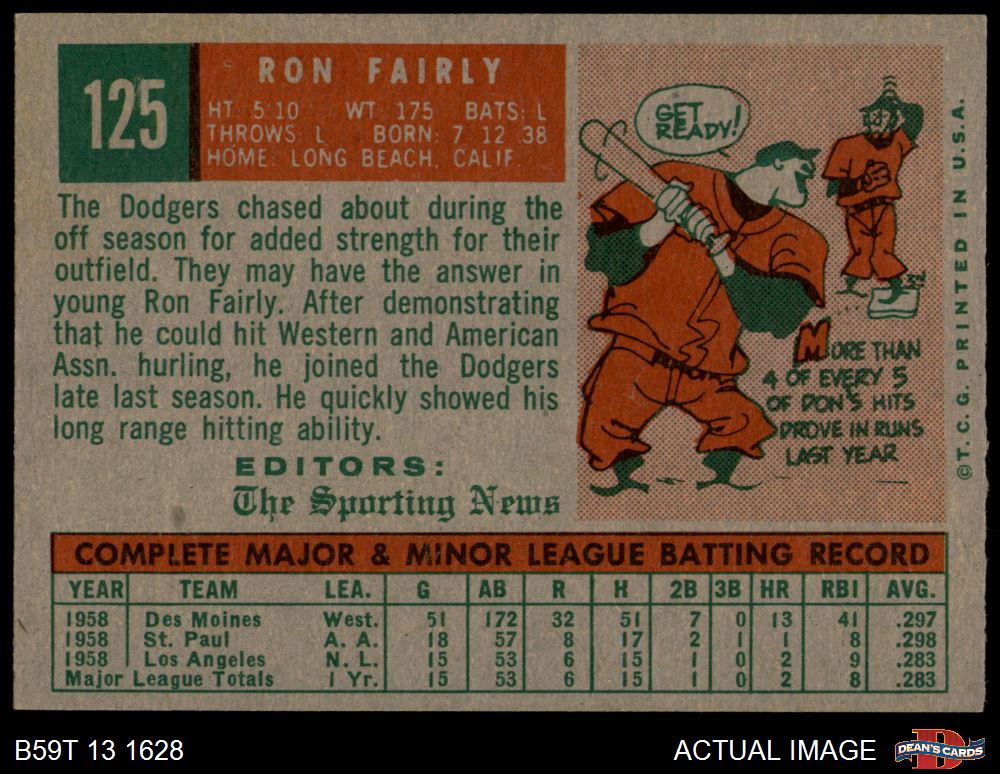 125
RON FAIRLY
HT: 5'10 WT: 175 BATS: L
THROWS L BORN: 7 12 38
HOME: LONG BEACH, CALIF.
The Dodgers chased about during the
off season for added strength for their
outfield. They may have the answer in
young Ron Fairly. After demonstrating
that he could hit Western and American
Assn. hurling, he joined the Dodgers
late last season. He quickly showed his
long range hitting ability.
EDITORS:
The Sporting News
GET
READY!
MORE THAN
4 OF EVERY 5
OF RON'S HITS
DROVE IN RUNS
LAST YEAR
©T.C.G. PRINTED IN U.S.A.
COMPLETE MAJOR & MINOR LEAGUE BATTING RECORD
YEAR TEAM LEA. G AB R H 2B 3B HR RBI AVG.
1958 Des Moines West. 51 172 32 51 7 0 13 41 .297
1958 St. Paul A. A. 18 57 8 17 2 1 1 8 .298
1958 Los Angeles N. L. 15 53 6 15 1 0 2 9 .283
Major League Totals 1 Yr. 15 53 6 15 1 0 2 8 .283
B59T 13 1628
ACTUAL IMAGE
D
DEAN'S CARDS